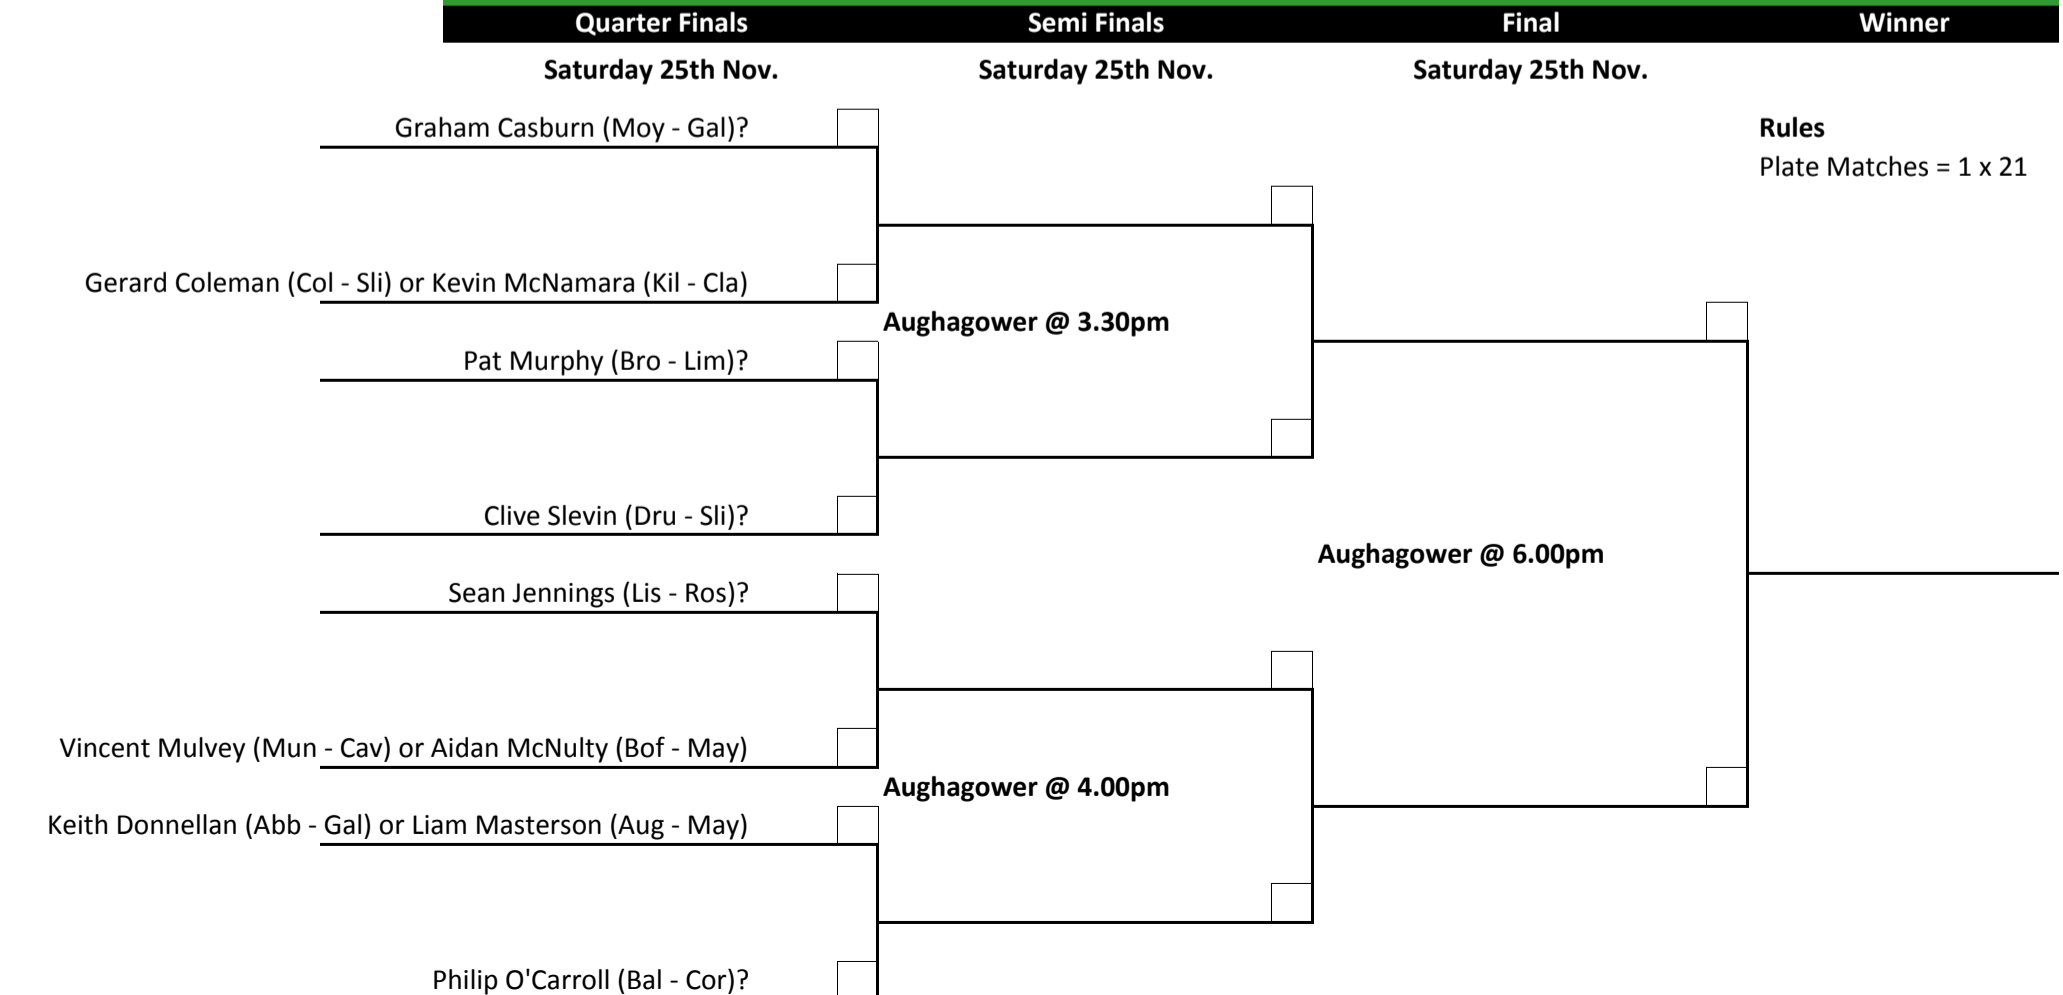 Quarter Finals Semi Finals Final Winner
Saturday 25th Nov. Saturday 25th Nov. Saturday 25th Nov.
Graham Casburn (Moy - Gal)?
Rules
Plate Matches = 1 x 21
Gerard Coleman (Col - Sli) or Kevin McNamara (Kil - Cla)
Aughagower @ 3.30pm
Pat Murphy (Bro - Lim)?
Clive Slevin (Dru - Sli)?
Aughagower @ 6.00pm
Sean Jennings (Lis - Ros)?
Vincent Mulvey (Mun - Cav) or Aidan McNulty (Bof - May)
Aughagower @ 4.00pm
Keith Donnellan (Abb - Gal) or Liam Masterson (Aug - May)
Philip O'Carroll (Bal - Cor)?